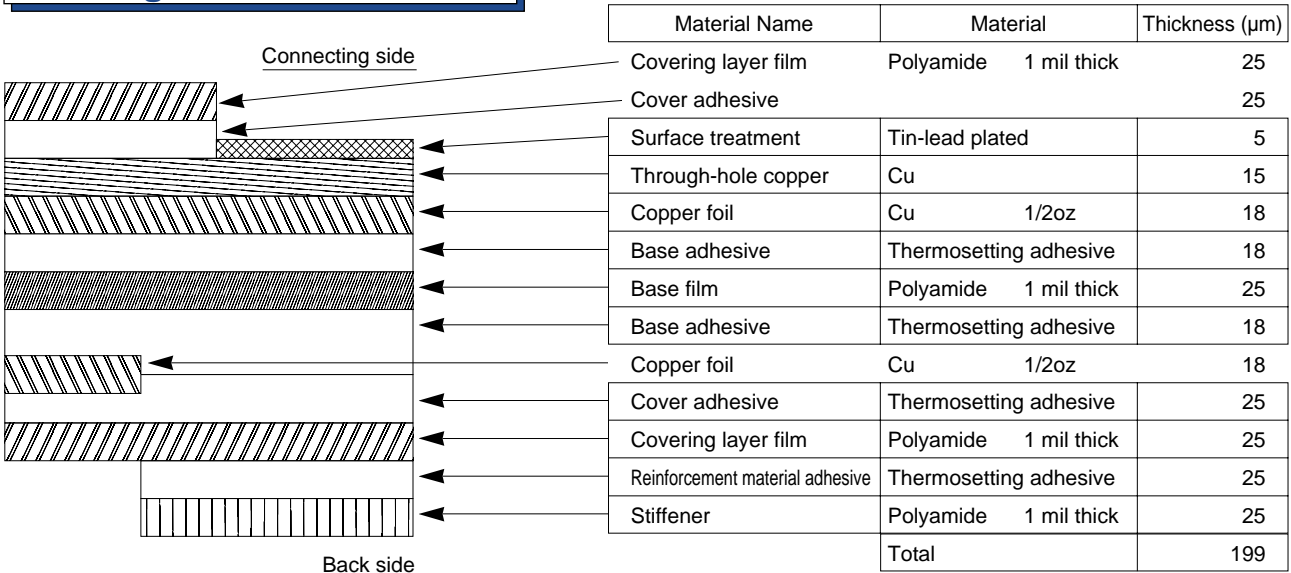 Material Name Material Thickness (µm)
Connecting side
Covering layer film Polyamide 1 mil thick 25
Cover adhesive 25
Surface treatment Tin-lead plated 5
Through-hole copper Cu 15
Copper foil Cu 1/2oz 18
Base adhesive Thermosetting adhesive 18
Base film Polyamide 1 mil thick 25
Base adhesive Thermosetting adhesive 18
Copper foil Cu 1/2oz 18
Cover adhesive Thermosetting adhesive 25
Covering layer film Polyamide 1 mil thick 25
Reinforcement material adhesive Thermosetting adhesive 25
Stiffener Polyamide 1 mil thick 25
Total 199
Back side